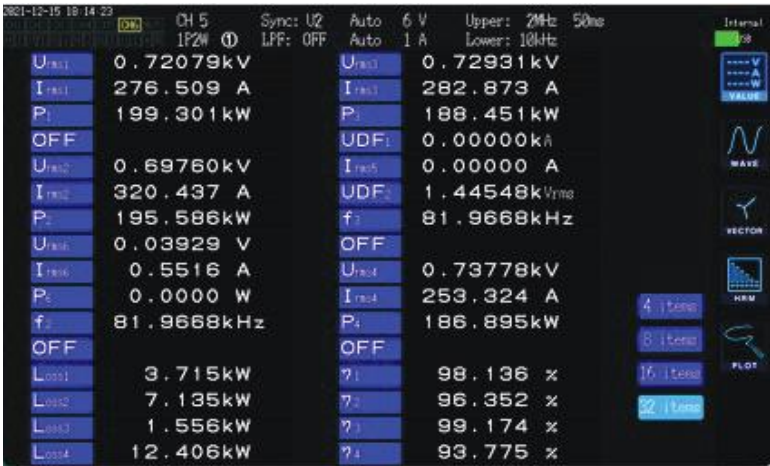 2021-12-15 18:14:23 CH6 CH 5 Sync: U2 Auto 6 V Upper: 2MHz 50ms Internal
1P2W ① LPF: OFF Auto 1 A Lower: 10kHz
Urms1 0.72079kV Urms3 0.72931kV
Irms1 276.509 A Irms3 282.873 A
P1 199.301kW P3 188.451kW
OFF UDF1 0.00000kA
Urms2 0.69760kV Irms5 0.00000 A
Irms2 320.437 A UDF2 1.44548kVrms
P2 195.586kW f2 81.9668kHz
Urms6 0.03929 V OFF
Irms6 0.5516 A Urms4 0.73778kV
P6 0.0000 W Irms4 253.324 A
f2 81.9668kHz P4 186.895kW
OFF OFF
Loss1 3.715kW η1 98.136 %
Loss2 7.135kW η2 96.352 %
Loss3 1.556kW η3 99.174 %
Loss4 12.406kW η4 93.775 %
V
A
W
VALUE
WAVE
VECTOR
HRM
PLOT
4 items
8 items
16 items
32 items